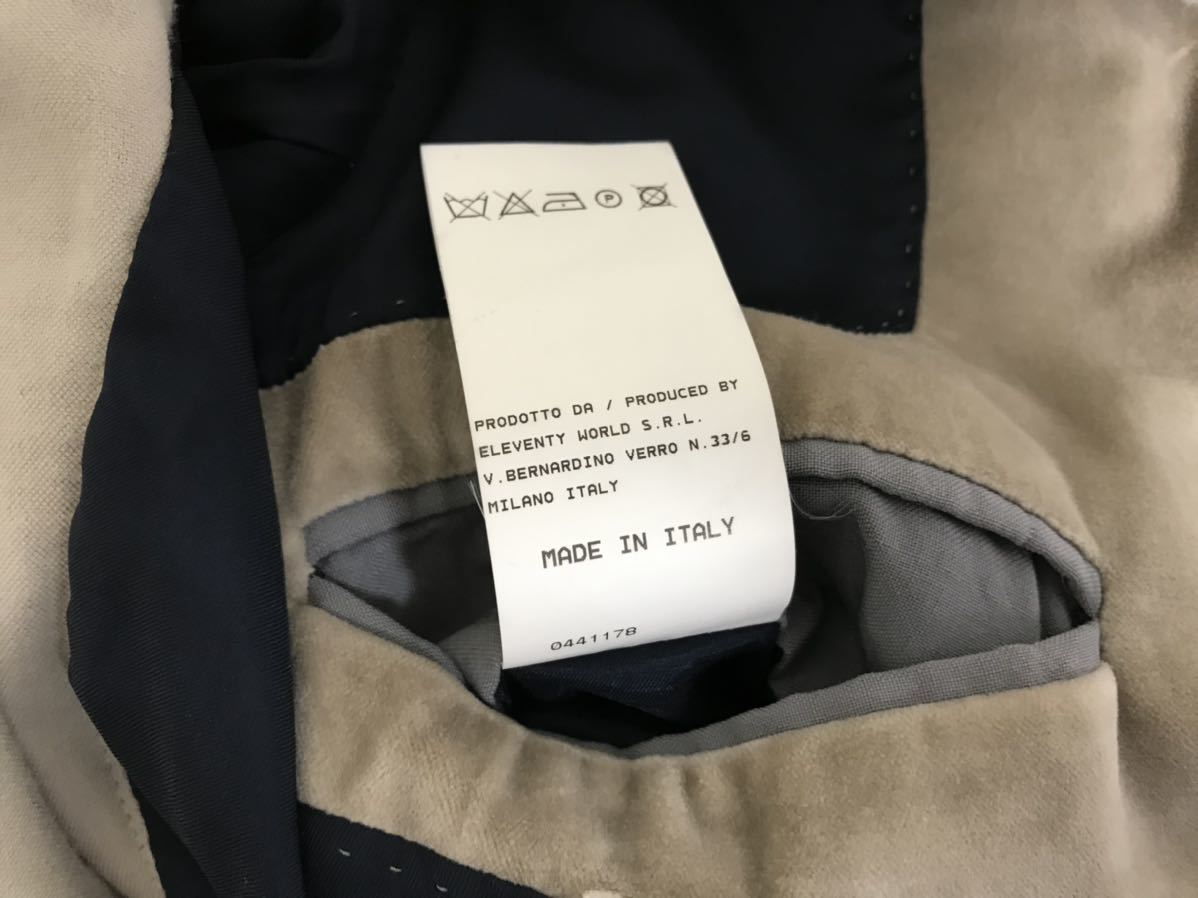 P
PRODOTTO DA / PRODUCED BY
ELEVENTY WORLD S.R.L.
V.BERNARDINO VERRO N.33/6
MILANO ITALY
MADE IN ITALY
0441178